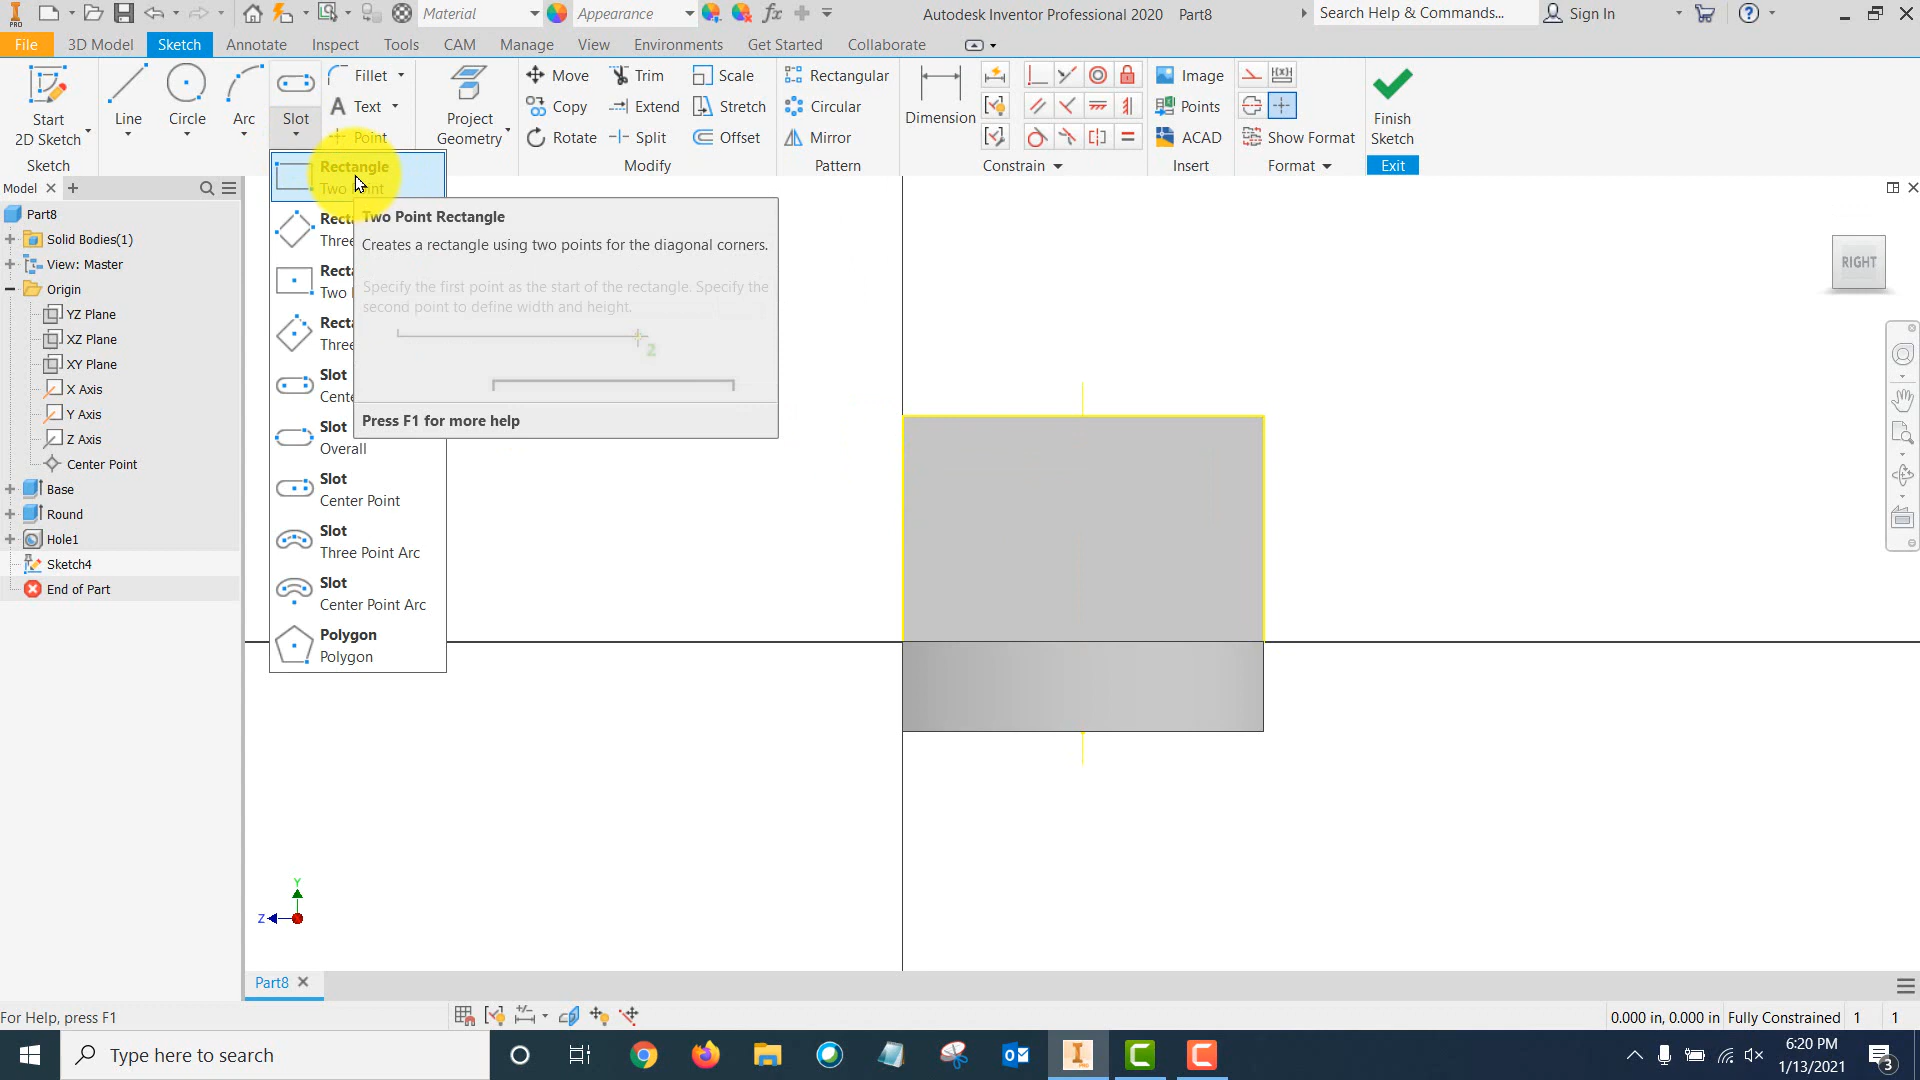 PRO Material Appearance fx Autodesk Inventor Professional 2020 Part8 Search Help & Commands... Sign In
File 3D Model Sketch Annotate Inspect Tools CAM Manage View Environments Get Started Collaborate
Start
2D Sketch
Line
Circle
Arc
Slot
Fillet
Text
Point
Project
Geometry
Move
Copy
Rotate
Trim
Extend
Split
Scale
Stretch
Offset
Rectangular
Circular
Mirror
Dimension
Image
Points
ACAD
Show Format
Finish
Sketch
Sketch Modify Pattern Constrain Insert Format Exit
Model
Part8
Solid Bodies(1)
View: Master
Origin
YZ Plane
XZ Plane
XY Plane
X Axis
Y Axis
Z Axis
Center Point
Base
Round
Hole1
Sketch4
End of Part
Rectangle
Two Point
Slot
Overall
Slot
Center Point
Slot
Three Point Arc
Slot
Center Point Arc
Polygon
Polygon
Two Point Rectangle
Creates a rectangle using two points for the diagonal corners.
Specify the first point as the start of the rectangle. Specify the
second point to define width and height.
2
Press F1 for more help
RIGHT
Y
Z
Part8
For Help, press F1
0.000 in, 0.000 in Fully Constrained 1 1
Type here to search
6:20 PM
1/13/2021
3